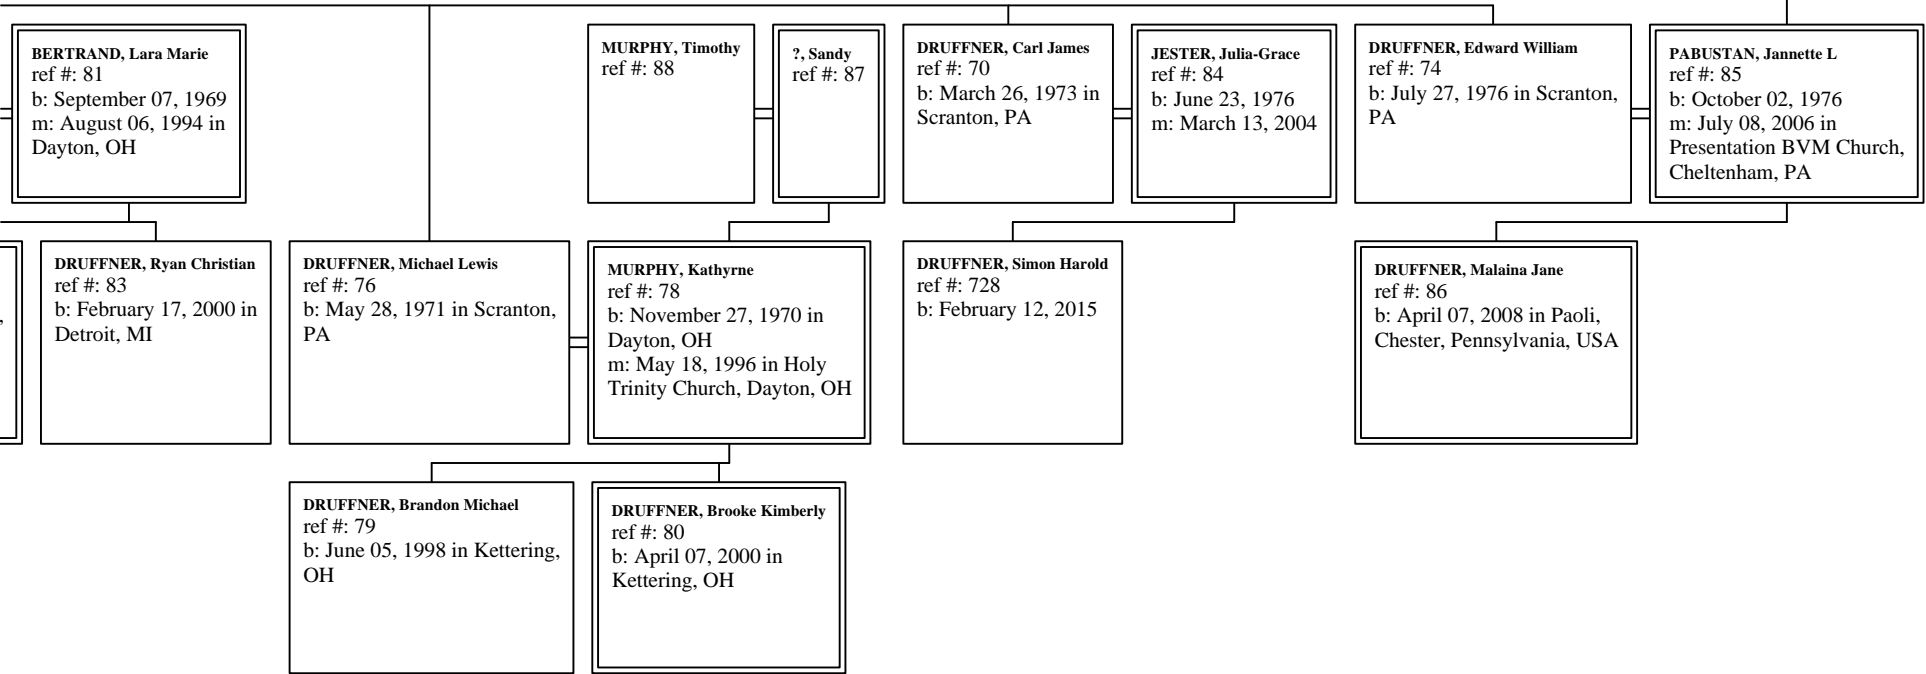 BERTRAND, Lara Marie
ref #: 81
b: September 07, 1969
m: August 06, 1994 in
Dayton, OH
MURPHY, Timothy
ref #: 88
?, Sandy
ref #: 87
DRUFFNER, Carl James
ref #: 70
b: March 26, 1973 in
Scranton, PA
JESTER, Julia-Grace
ref #: 84
b: June 23, 1976
m: March 13, 2004
DRUFFNER, Edward William
ref #: 74
b: July 27, 1976 in Scranton,
PA
PABUSTAN, Jannette L
ref #: 85
b: October 02, 1976
m: July 08, 2006 in
Presentation BVM Church,
Cheltenham, PA
,
DRUFFNER, Ryan Christian
ref #: 83
b: February 17, 2000 in
Detroit, MI
DRUFFNER, Michael Lewis
ref #: 76
b: May 28, 1971 in Scranton,
PA
MURPHY, Kathyrne
ref #: 78
b: November 27, 1970 in
Dayton, OH
m: May 18, 1996 in Holy
Trinity Church, Dayton, OH
DRUFFNER, Simon Harold
ref #: 728
b: February 12, 2015
DRUFFNER, Malaina Jane
ref #: 86
b: April 07, 2008 in Paoli,
Chester, Pennsylvania, USA
DRUFFNER, Brandon Michael
ref #: 79
b: June 05, 1998 in Kettering,
OH
DRUFFNER, Brooke Kimberly
ref #: 80
b: April 07, 2000 in
Kettering, OH